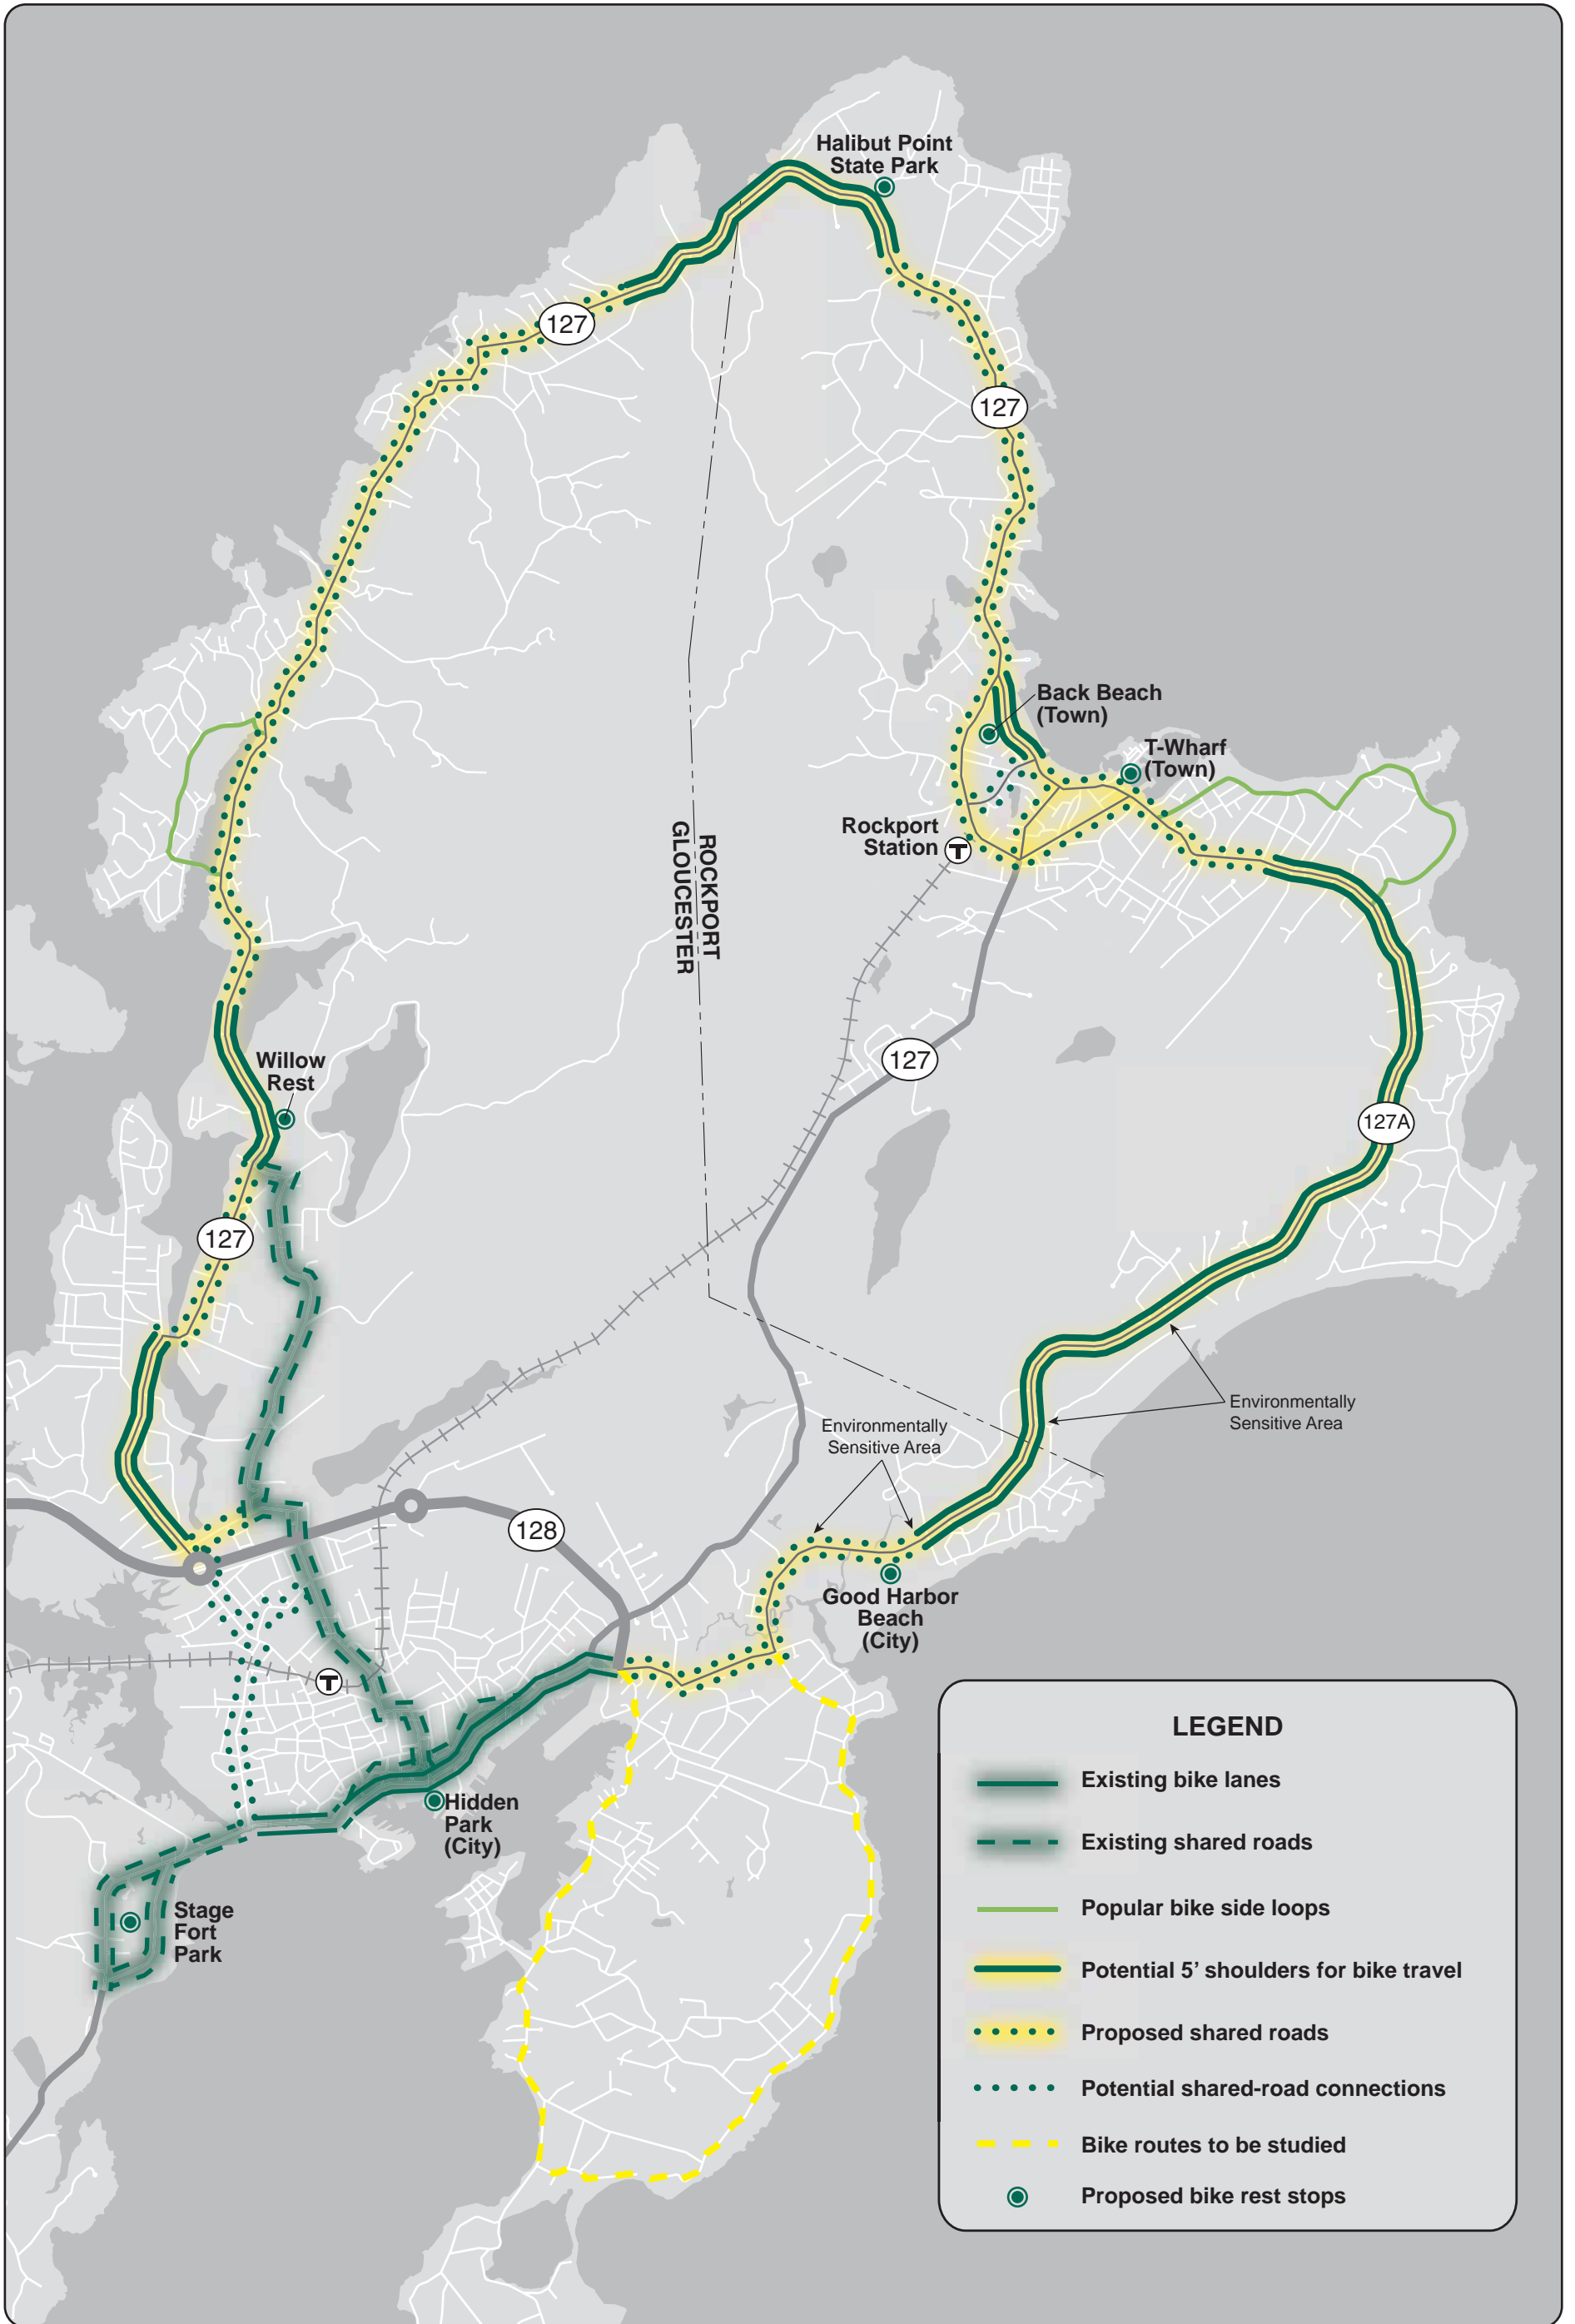 Halibut Point
State Park
127
127
Back Beach
(Town)
T-Wharf
(Town)
Rockport
Station
T
ROCKPORT
GLOUCESTER
Willow
Rest
127
127A
127
Environmentally
Sensitive Area
Environmentally
Sensitive Area
128
Good Harbor
Beach
(City)
T
Hidden
Park
(City)
Stage
Fort
Park
LEGEND
Existing bike lanes
Existing shared roads
Popular bike side loops
Potential 5’ shoulders for bike travel
Proposed shared roads
Potential shared-road connections
Bike routes to be studied
Proposed bike rest stops